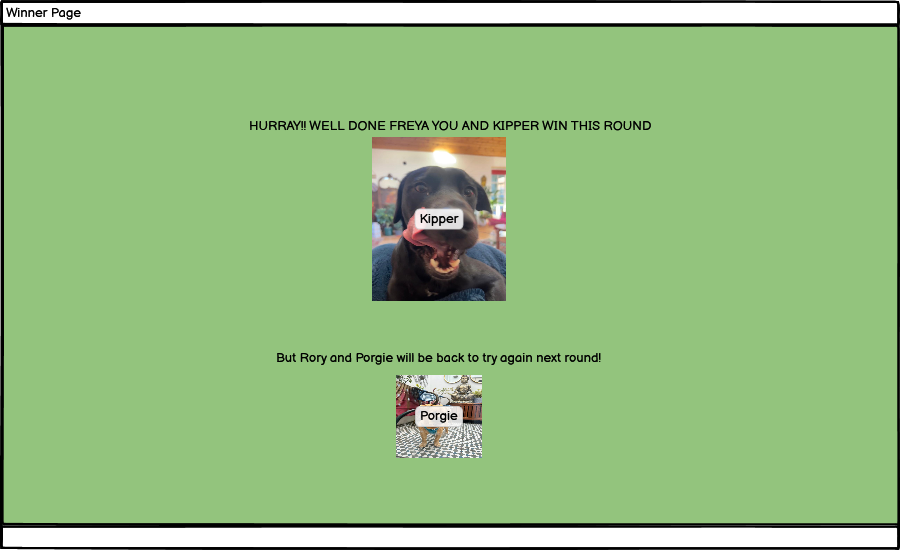 Winner Page
HURRAY!! WELL DONE FREYA YOU AND KIPPER WIN THIS ROUND
Kipper
But Rory and Porgie will be back to try again next round!
Porgie